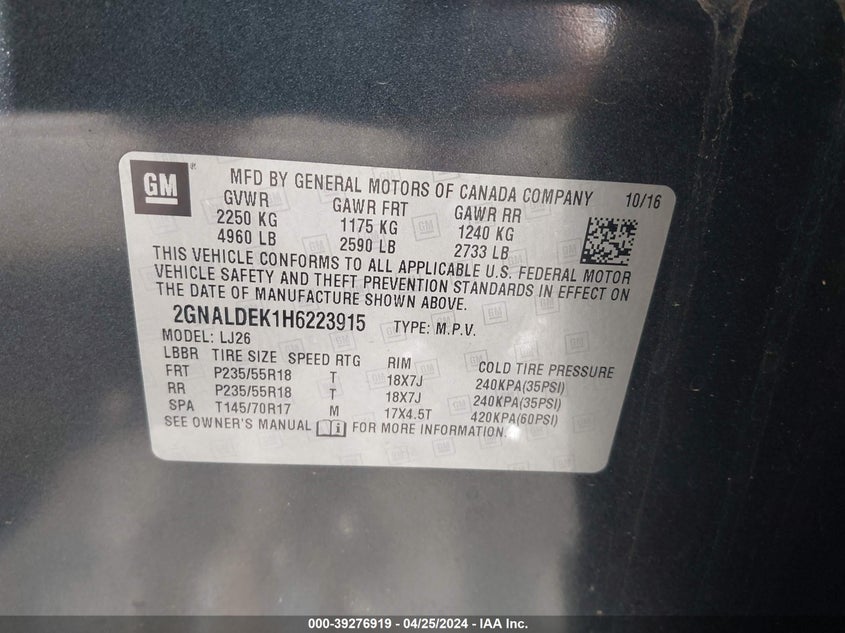 GM ® MFD BY GENERAL MOTORS OF CANADA COMPANY 10/16
GVWR GAWR FRT GAWR RR
2250 KG 1175 KG 1240 KG
4960 LB 2590 LB 2733 LB
THIS VEHICLE CONFORMS TO ALL APPLICABLE U.S. FEDERAL MOTOR
VEHICLE SAFETY AND THEFT PREVENTION STANDARDS IN EFFECT ON
THE DATE OF MANUFACTURE SHOWN ABOVE.
2GNALDEK1H6223915 TYPE: M.P.V.
MODEL: LJ26
LBBR TIRE SIZE SPEED RTG RIM COLD TIRE PRESSURE
FRT P235/55R18 T 18X7J 240KPA(35PSI)
RR P235/55R18 T 18X7J 240KPA(35PSI)
SPA T145/70R17 M 17X4.5T 420KPA(60PSI)
SEE OWNER'S MANUAL i FOR MORE INFORMATION.
000-39276919 - 04/25/2024 - IAA Inc.